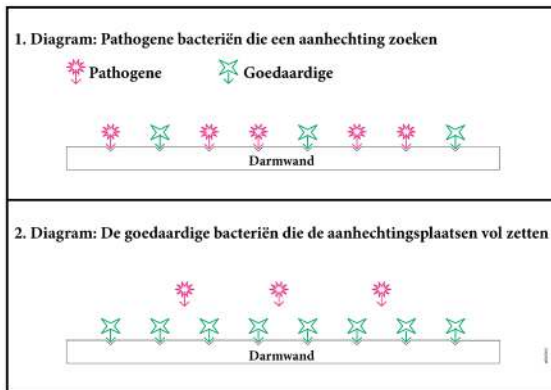 1. Diagram: Pathogene bacteriën die een aanhechting zoeken
Pathogene
Goedaardige
Darmwand
2. Diagram: De goedaardige bacteriën die de aanhechtingsplaatsen vol zetten
Darmwand